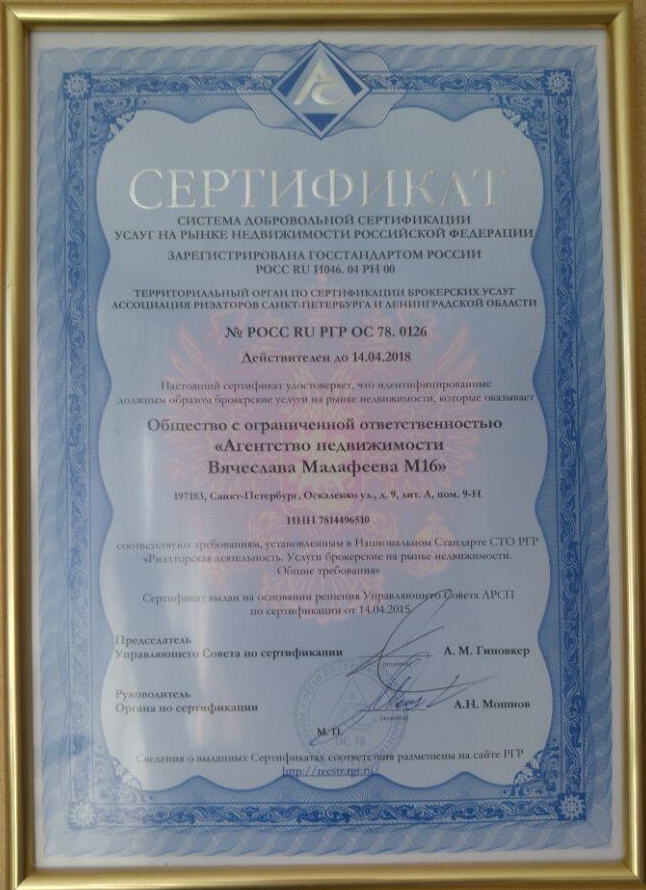 СЕРТИФИКАТ
СИСТЕМА ДОБРОВОЛЬНОЙ СЕРТИФИКАЦИИ
УСЛУГ НА РЫНКЕ НЕДВИЖИМОСТИ РОССИЙСКОЙ ФЕДЕРАЦИИ
ЗАРЕГИСТРИРОВАНА ГОССТАНДАРТОМ РОССИИ
РОСС RU И046. 04 РН 00
ТЕРРИТОРИАЛЬНЫЙ ОРГАН ПО СЕРТИФИКАЦИИ БРОКЕРСКИХ УСЛУГ
АССОЦИАЦИЯ РИЭЛТОРОВ САНКТ-ПЕТЕРБУРГА И ЛЕНИНГРАДСКОЙ ОБЛАСТИ
№ РОСС RU РГР ОС 78. 0126
Действителен до 14.04.2018
Настоящий сертификат удостоверяет, что идентифицированные
должным образом брокерские услуги на рынке недвижимости, которые оказывает
Общество с ограниченной ответственностью
«Агентство недвижимости
Вячеслава Малафеева М16»
197183, Санкт-Петербург, Оскаленко ул., д. 9, лит. А, пом. 9-Н
ИНН 7814496510
соответствуют требованиям, установленным в Национальном Стандарте СТО РГР
«Риэлторская деятельность. Услуги брокерские на рынке недвижимости.
Общие требования»
Сертификат выдан на основании решения Управляющего Совета АРСП
по сертификации от 14.04.2015
Председатель
Управляющего Совета по сертификации
А. М. Гиновкер
(подпись)
Руководитель
Органа по сертификации
А.Н. Мошнов
(подпись)
М. П.
ОС 78
Сведения о выданных Сертификатах соответствия размещены на сайте РГР
http://reestr.rgr.ru